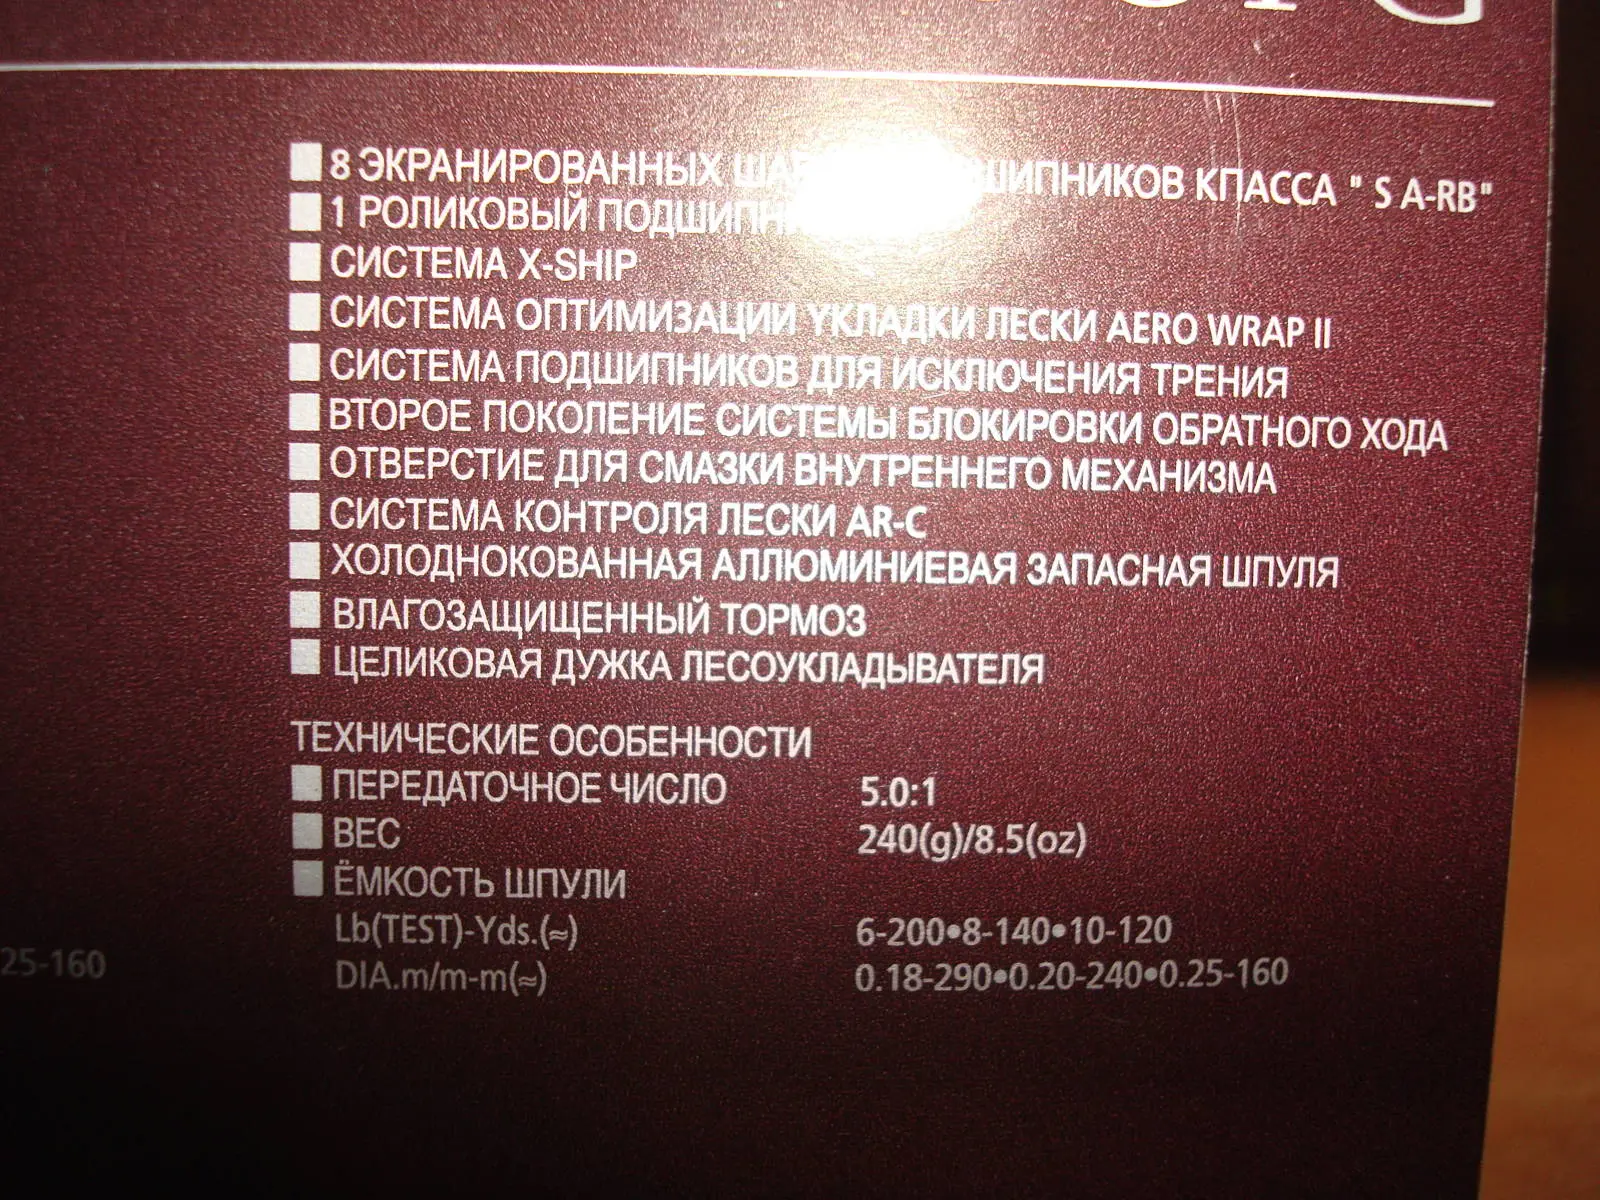 8 ЭКРАНИРОВАННЫХ КПАССА " S A-RB"
1 РОЛИКОВЫЙ
СИСТЕМА X-SHIP
СИСТЕМА ОПТИМИЗАЦИИ УКЛАДКИ ЛЕСКИ AERO WRAP II
СИСТЕМА ПОДШИПНИКОВ ДЛЯ ИСКЛЮЧЕНИЯ ТРЕНИЯ
ВТОРОЕ ПОКОЛЕНИЕ СИСТЕМЫ БЛОКИРОВКИ ОБРАТНОГО ХОДА
ОТВЕРСТИЕ ДЛЯ СМАЗКИ ВНУТРЕННЕГО МЕХАНИЗМА
СИСТЕМА КОНТРОЛЯ ЛЕСКИ AR-C
ХОЛОДНОКОВАННАЯ АЛЛЮМИНИЕВАЯ ЗАПАСНАЯ ШПУЛЯ
ВЛАГОЗАЩИЩЕННЫЙ ТОРМОЗ
ЦЕЛИКОВАЯ ДУЖКА ЛЕСОУКЛАДЫВАТЕЛЯ
ТЕХНИЧЕСКИЕ ОСОБЕННОСТИ
ПЕРЕДАТОЧНОЕ ЧИСЛО 5.0:1
ВЕС 240(g)/8.5(oz)
ЁМКОСТЬ ШПУЛИ
Lb(TEST)-Yds.(≈) 6-200•8-140•10-120
25-160 DIA.m/m-m(≈) 0.18-290•0.20-240•0.25-160